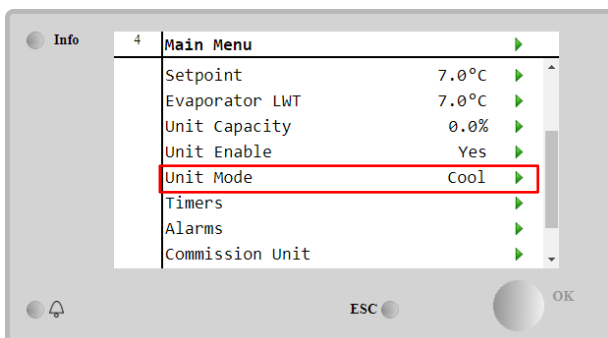 Info
4 Main Menu
Setpoint 7.0°C
Evaporator LWT 7.0°C
Unit Capacity 0.0%
Unit Enable Yes
Unit Mode Cool
Timers
Alarms
Commission Unit
ESC
OK